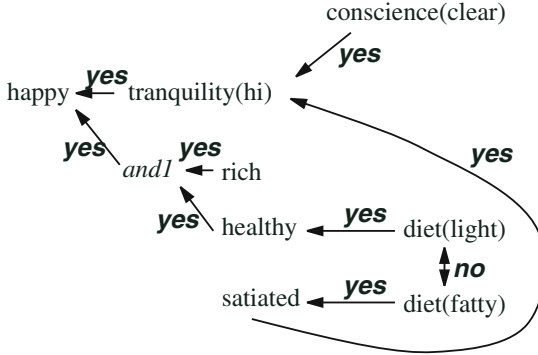 conscience(clear)
yes
yes
happy
tranquility(hi)
yes
yes
yes
and1
rich
yes
yes
healthy
diet(light)
no
yes
satiated
diet(fatty)